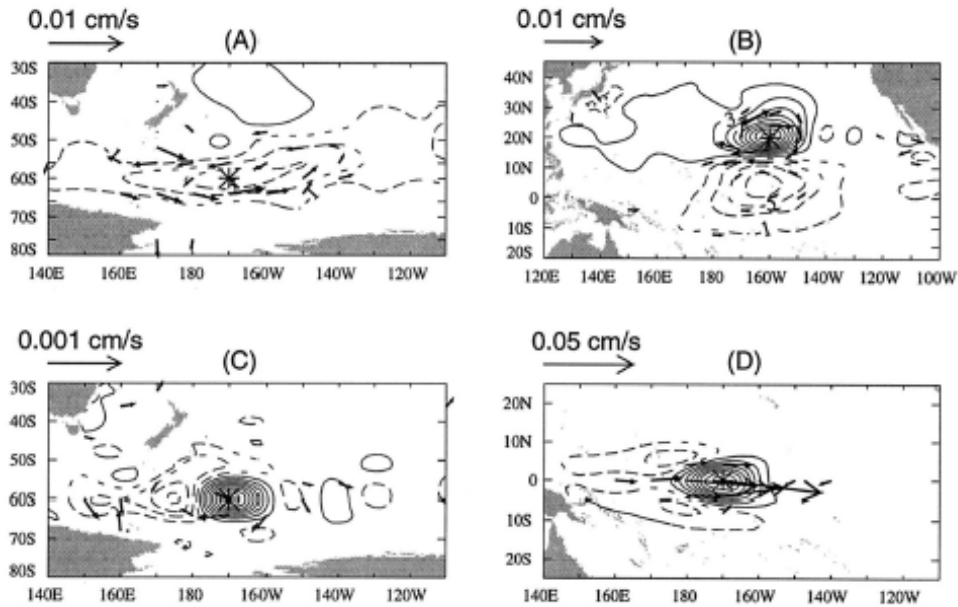 0.01 cm/s
(A)
30S
40S
50S
60S
70S
80S
140E 160E 180 160W 140W 120W
0.01 cm/s
(B)
40N
30N
20N
10N
0
10S
20S
120E 140E 160E 180 160W 140W 120W 100W
0.001 cm/s
(C)
30S
40S
50S
60S
70S
80S
140E 160E 180 160W 140W 120W
0.05 cm/s
(D)
20N
10N
0
10S
20S
140E 160E 180 160W 140W 120W